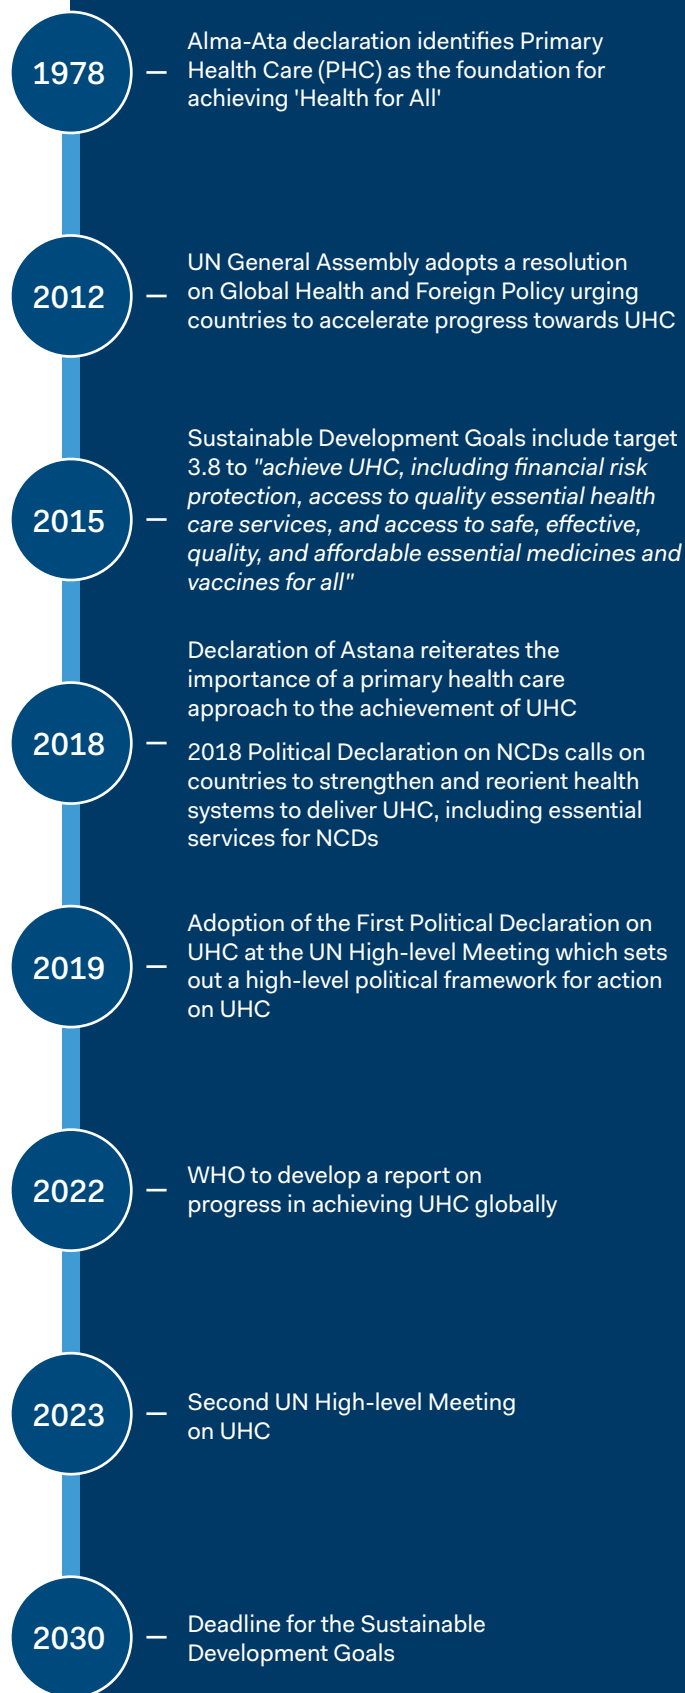 1978
Alma-Ata declaration identifies Primary
Health Care (PHC) as the foundation for
achieving 'Health for All'
2012
UN General Assembly adopts a resolution
on Global Health and Foreign Policy urging
countries to accelerate progress towards UHC
2015
Sustainable Development Goals include target
3.8 to "achieve UHC, including financial risk
protection, access to quality essential health
care services, and access to safe, effective,
quality, and affordable essential medicines and
vaccines for all"
2018
Declaration of Astana reiterates the
importance of a primary health care
approach to the achievement of UHC
2018 Political Declaration on NCDs calls on
countries to strengthen and reorient health
systems to deliver UHC, including essential
services for NCDs
2019
Adoption of the First Political Declaration on
UHC at the UN High-level Meeting which sets
out a high-level political framework for action
on UHC
2022
WHO to develop a report on
progress in achieving UHC globally
2023
Second UN High-level Meeting
on UHC
2030
Deadline for the Sustainable
Development Goals